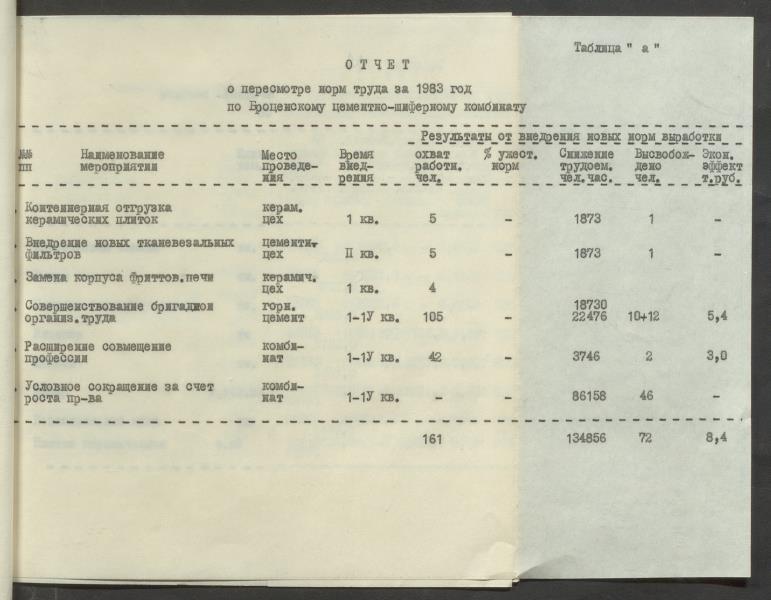 Таблица " а "
О Т Ч Е Т
о пересмотре норм труда за 1983 год
по Броценскому цементно-шиферному комбинату
Результаты от внедрения новых норм выработки
№№ Наименование Место Время охват % ужест. Снижение Высвобож- Экон.
пп мероприятии проведе- внед- работн. норм трудоем. дено эффект
ния рения чел. чел.час. чел. т.руб.
. Контеинерная отгрузка керам.
керамических плиток цех 1 кв. 5 - 1873 1 -
. Внедрение новых тканевезальных цементн.
фильтров цех II кв. 5 - 1873 1 -
. Замена корпуса Фриттов.печи керамич.
цех 1 кв. 4
. Совершенствование бригаднои горн. 18730
организ.труда цемент 1-1У кв. 105 - 22476 10+12 5,4
. Расширение совмещение комби-
профессии нат 1-1У кв. 42 - 3746 2 3,0
. Условное сокращение за счет комби-
роста пр-ва нат 1-1У кв. - - 86158 46 -
161 134856 72 8,4